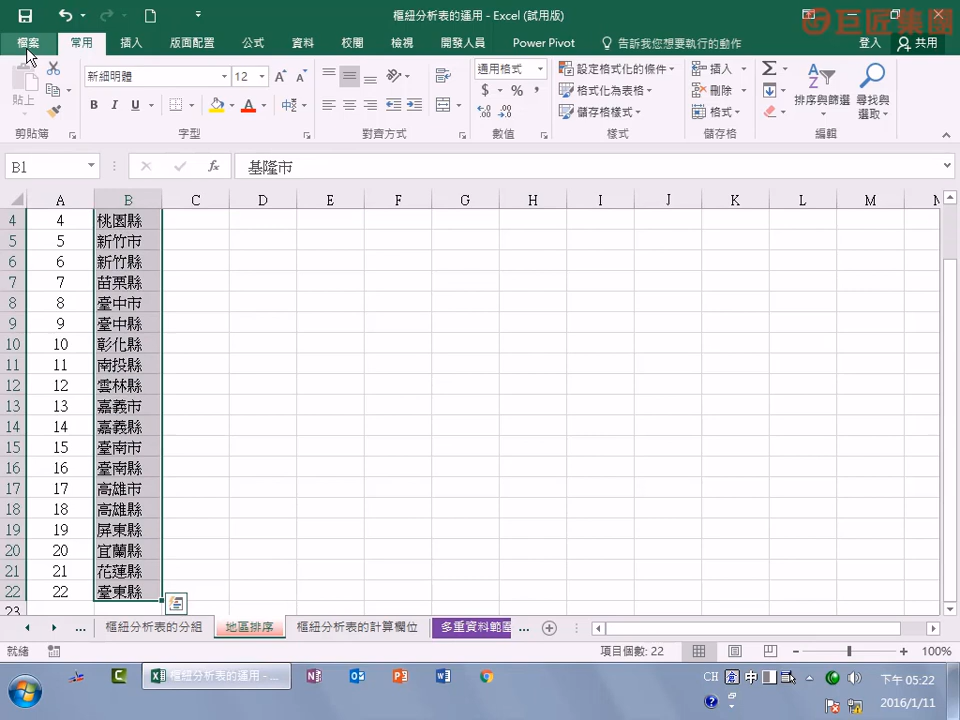 樞紐分析表的運用 - Excel (試用版)
巨匠集團
檔案 常用 插入 版面配置 公式 資料 校閱 檢視 開發人員 Power Pivot 告訴我您想要執行的動作 登入 共用
貼上
新細明體 12
通用格式
設定格式化的條件
格式化為表格
儲存格樣式
插入
刪除
格式
排序與篩選 尋找與
選取
剪貼簿 字型 對齊方式 數值 樣式 儲存格 編輯
B1 fx 基隆市
A B C D E F G H I J K L M N
4 4 桃園縣
5 5 新竹市
6 6 新竹縣
7 7 苗栗縣
8 8 臺中市
9 9 臺中縣
10 10 彰化縣
11 11 南投縣
12 12 雲林縣
13 13 嘉義市
14 14 嘉義縣
15 15 臺南市
16 16 臺南縣
17 17 高雄市
18 18 高雄縣
19 19 屏東縣
20 20 宜蘭縣
21 21 花蓮縣
22 22 臺東縣
23
... 樞紐分析表的分組 地區排序 樞紐分析表的計算欄位 多重資料範圍 ...
就緒 項目個數: 22 100%
樞紐分析表的運用 - ...
CH 中
下午 05:22
2016/1/11